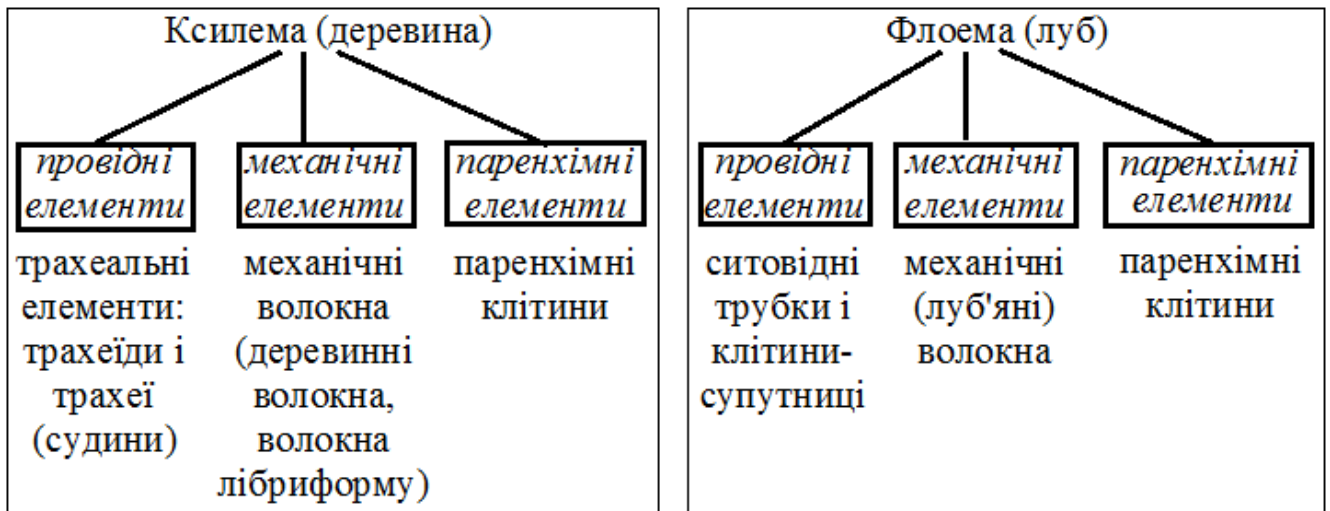 Ксилема (деревина)
провідні
елементи
трахеальні
елементи:
трахеїди і
трахеї
(судини)
механічні
елементи
механічні
волокна
(деревинні
волокна,
волокна
лібриформу)
паренхімні
елементи
паренхімні
клітини
Флоема (луб)
провідні
елементи
ситовідні
трубки і
клітини-
супутниці
механічні
елементи
механічні
(луб'яні)
волокна
паренхімні
елементи
паренхімні
клітини